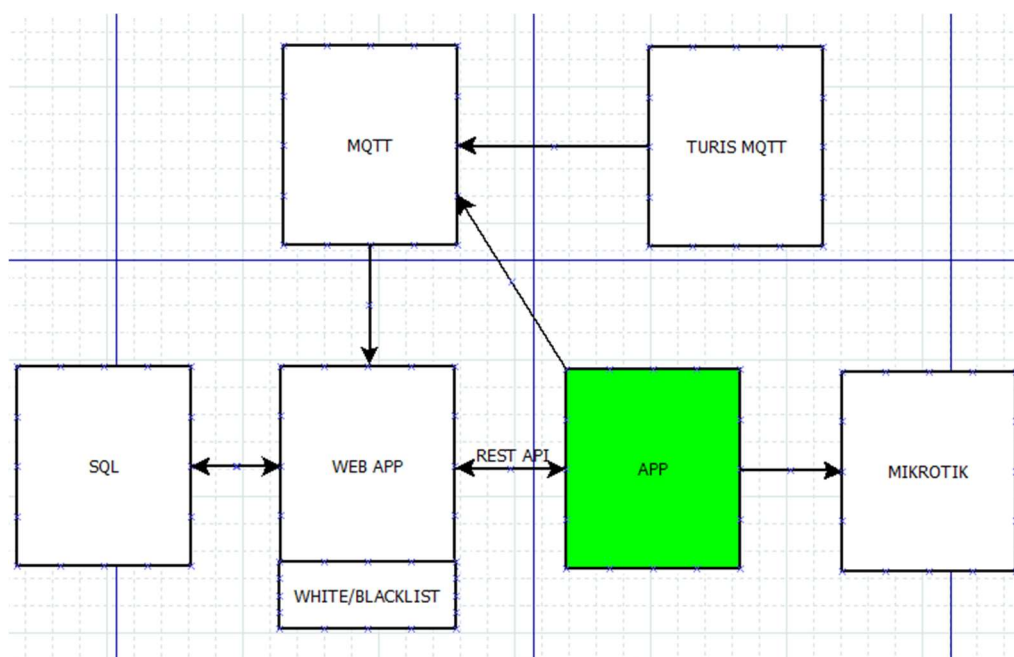 MQTT
TURIS MQTT
SQL
WEB APP
REST API
APP
MIKROTIK
WHITE/BLACKLIST